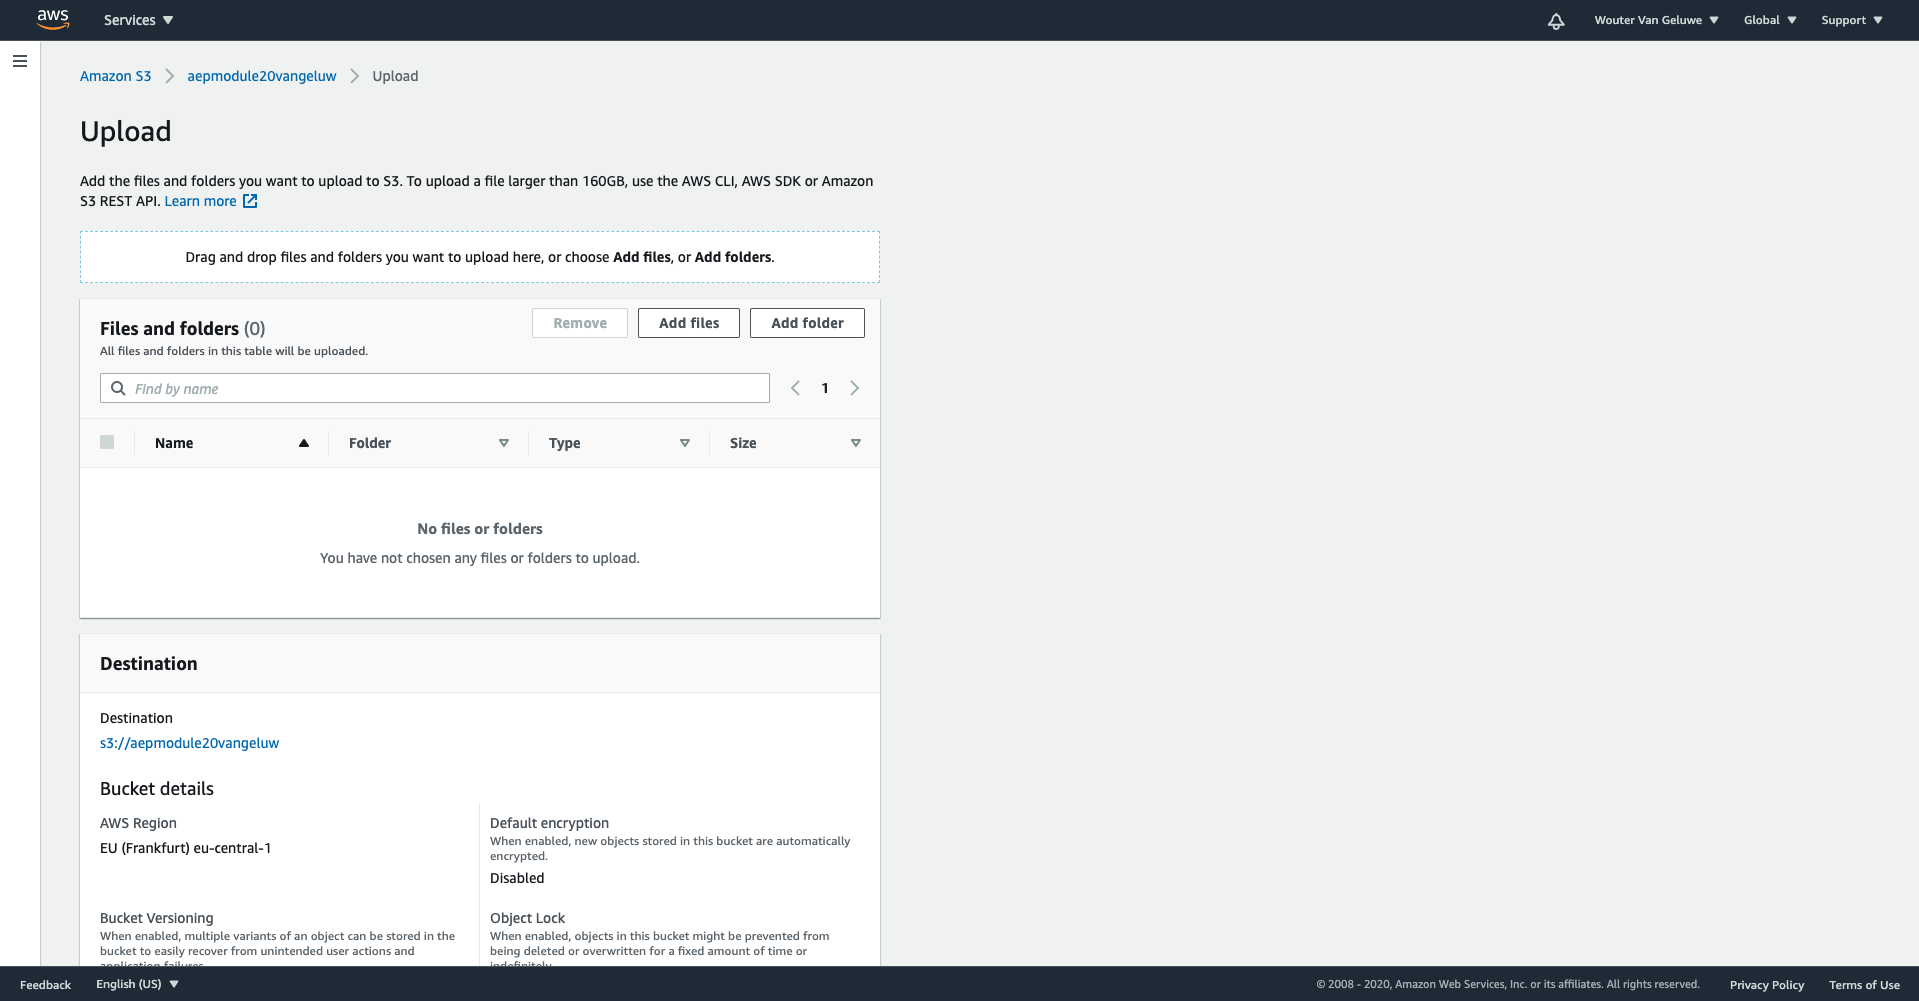 aws Services Wouter Van Geluwe Global Support
Amazon S3 aepmodule20vangeluw Upload
Upload
Add the files and folders you want to upload to S3. To upload a file larger than 160GB, use the AWS CLI, AWS SDK or Amazon
S3 REST API. Learn more
Drag and drop files and folders you want to upload here, or choose Add files, or Add folders.
Files and folders (0)
All files and folders in this table will be uploaded.
Remove Add files Add folder
Find by name 1
Name Folder Type Size
No files or folders
You have not chosen any files or folders to upload.
Destination
Destination
s3://aepmodule20vangeluw
Bucket details
AWS Region
EU (Frankfurt) eu-central-1
Default encryption
When enabled, new objects stored in this bucket are automatically
encrypted.
Disabled
Bucket Versioning
When enabled, multiple variants of an object can be stored in the
bucket to easily recover from unintended user actions and
application failures.
Object Lock
When enabled, objects in this bucket might be prevented from
being deleted or overwritten for a fixed amount of time or
indefinitely.
Feedback English (US) © 2008 - 2020, Amazon Web Services, Inc. or its affiliates. All rights reserved. Privacy Policy Terms of Use